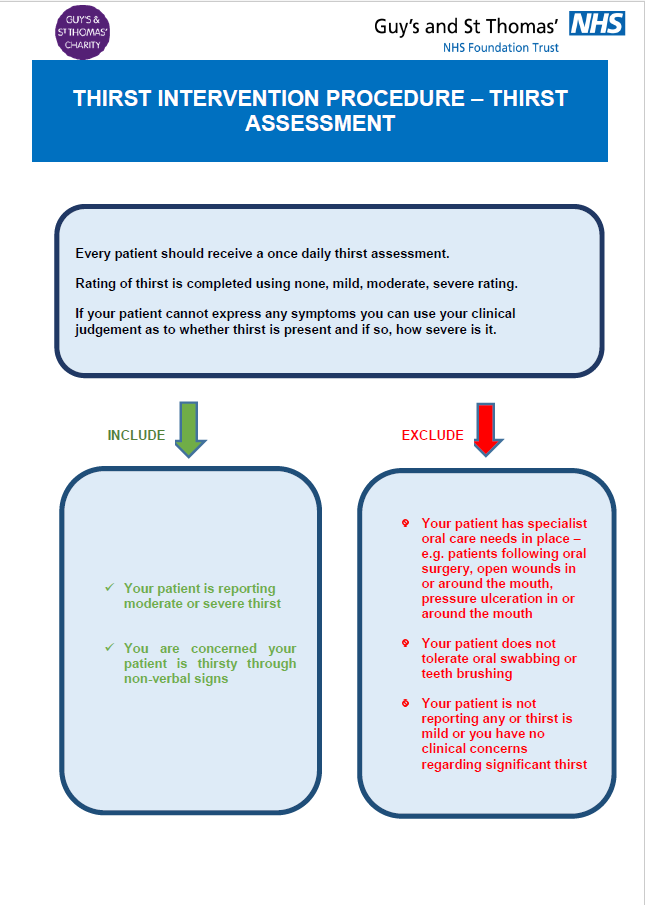 GUY'S &
ST THOMAS'
CHARITY
Guy's and St Thomas' NHS
NHS Foundation Trust
THIRST INTERVENTION PROCEDURE – THIRST
ASSESSMENT
Every patient should receive a once daily thirst assessment.
Rating of thirst is completed using none, mild, moderate, severe rating.
If your patient cannot express any symptoms you can use your clinical
judgement as to whether thirst is present and if so, how severe is it.
INCLUDE
✓ Your patient is reporting
moderate or severe thirst
✓ You are concerned your
patient is thirsty through
non-verbal signs
EXCLUDE
Your patient has specialist
oral care needs in place –
e.g. patients following oral
surgery, open wounds in
or around the mouth,
pressure ulceration in or
around the mouth
Your patient does not
tolerate oral swabbing or
teeth brushing
Your patient is not
reporting any or thirst is
mild or you have no
clinical concerns
regarding significant thirst